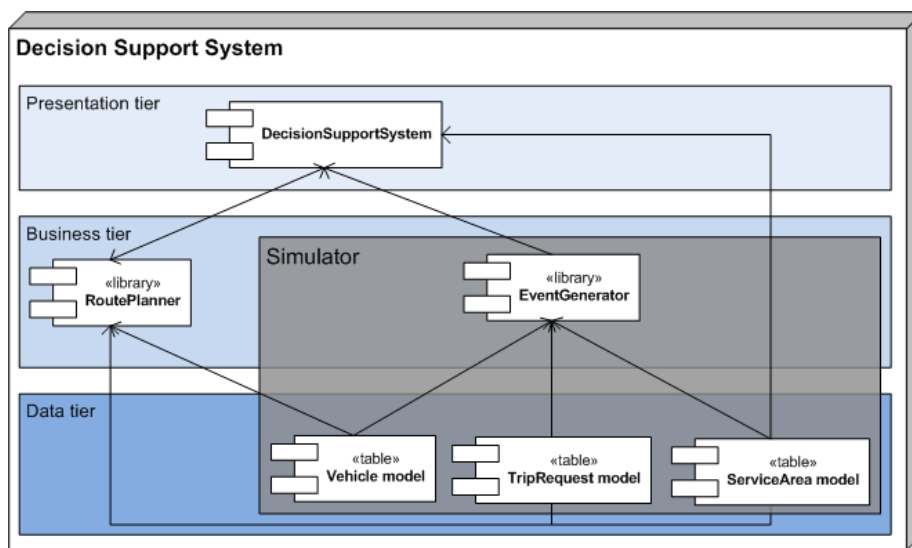 Decision Support System
Presentation tier
DecisionSupportSystem
Business tier
Simulator
«library»
RoutePlanner
«library»
EventGenerator
Data tier
«table»
Vehicle model
«table»
TripRequest model
«table»
ServiceArea model